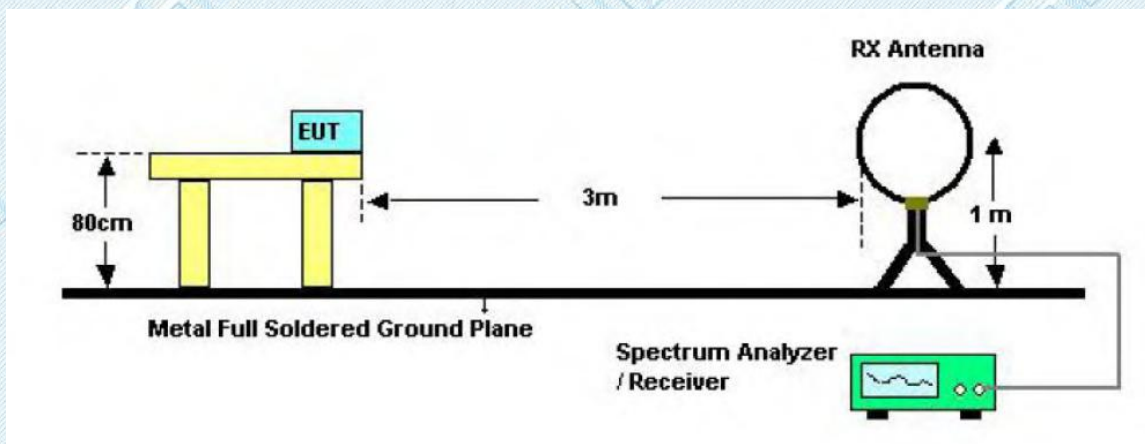 RX Antenna
EUT
3m
80cm
1 m
Metal Full Soldered Ground Plane
Spectrum Analyzer
/ Receiver